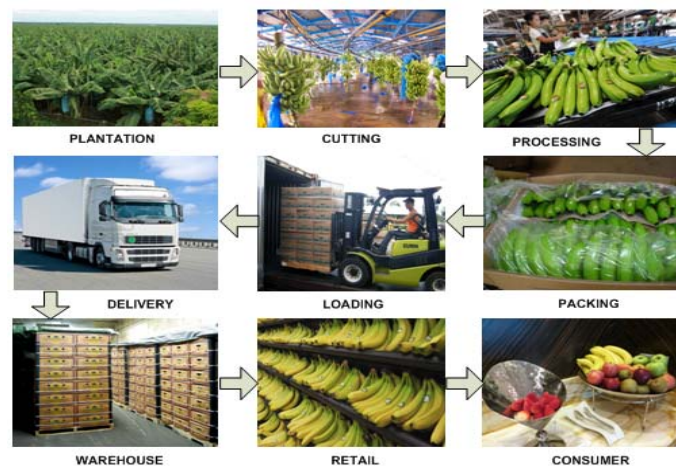 PLANTATION
CUTTING
PROCESSING
PACKING
LOADING
DELIVERY
WAREHOUSE
RETAIL
CONSUMER